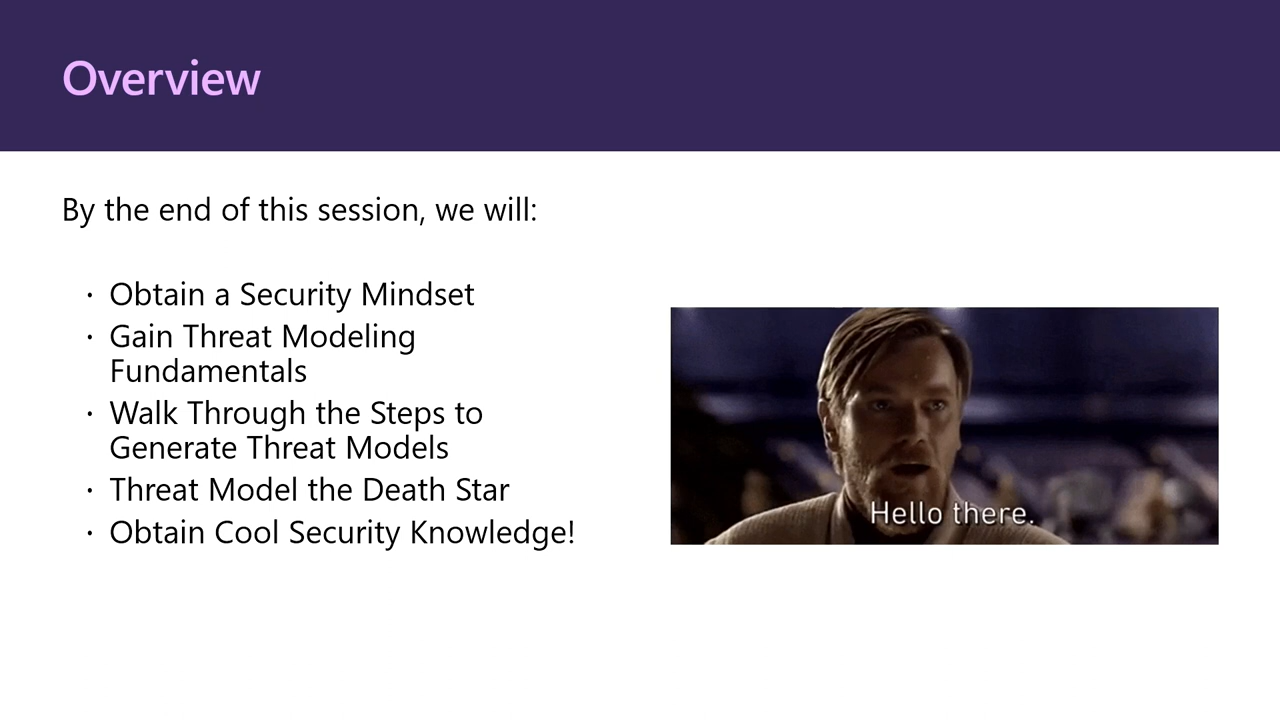 Overview
By the end of this session, we will:
· Obtain a Security Mindset
· Gain Threat Modeling
Fundamentals
· Walk Through the Steps to
Generate Threat Models
· Threat Model the Death Star
· Obtain Cool Security Knowledge!
Hello there.